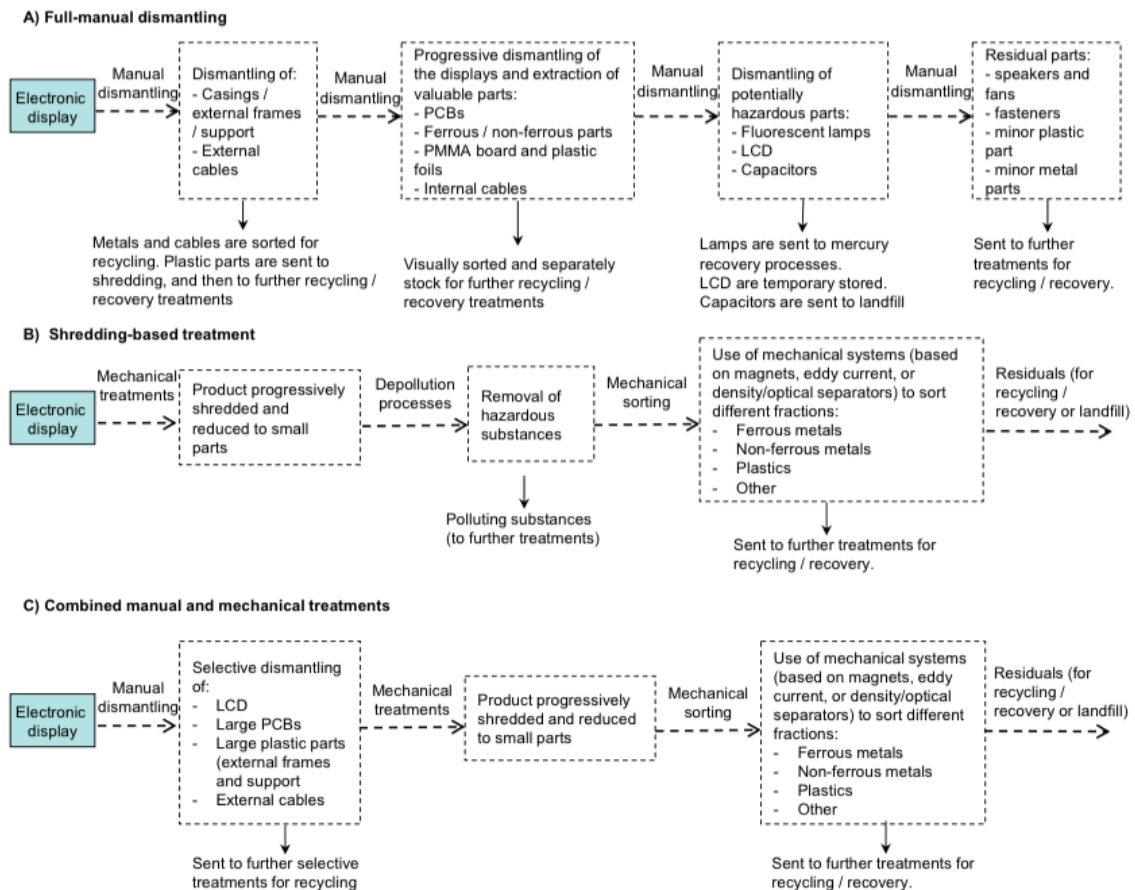 A) Full-manual dismantling
Electronic
display
Manual
dismantling
Dismantling of:
- Casings /
external frames
/ support
- External
cables
Metals and cables are sorted for
recycling. Plastic parts are sent to
shredding, and then to further recycling /
recovery treatments
Manual
dismantling
Progressive dismantling of
the displays and extraction of
valuable parts:
- PCBs
- Ferrous / non-ferrous parts
- PMMA board and plastic
foils
- Internal cables
Visually sorted and separately
stock for further recycling /
recovery treatments
Manual
dismantling
Dismantling of
potentially
hazardous parts:
- Fluorescent lamps
- LCD
- Capacitors
Lamps are sent to mercury
recovery processes.
LCD are temporary stored.
Capacitors are sent to landfill
Manual
dismantling
Residual parts:
- speakers and
fans
- fasteners
- minor plastic
part
- minor metal
parts
Sent to further
treatments for
recycling / recovery.
B) Shredding-based treatment
Electronic
display
Mechanical
treatments
Product progressively
shredded and
reduced to small
parts
Depollution
processes
Removal of
hazardous
substances
Polluting substances
(to further treatments)
Mechanical
sorting
Use of mechanical systems (based
on magnets, eddy current, or
density/optical separators) to sort
different fractions:
- Ferrous metals
- Non-ferrous metals
- Plastics
- Other
Sent to further treatments for
recycling / recovery.
Residuals (for
recycling /
recovery or landfill)
C) Combined manual and mechanical treatments
Electronic
display
Manual
dismantling
Selective dismantling
of:
- LCD
- Large PCBs
- Large plastic parts
(external frames
and support
- External cables
Sent to further selective
treatments for recycling
Mechanical
treatments
Product progressively
shredded and reduced
to small parts
Mechanical
sorting
Use of mechanical systems
(based on magnets, eddy
current, or density/optical
separators) to sort different
fractions:
- Ferrous metals
- Non-ferrous metals
- Plastics
- Other
Sent to further treatments for
recycling / recovery.
Residuals (for
recycling /
recovery or landfill)